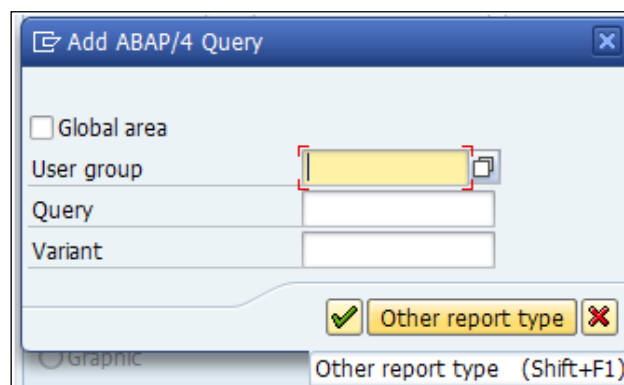 Add ABAP/4 Query
Global area
User group
Query
Variant
Other report type
Graphic
Other report type (Shift+F1)